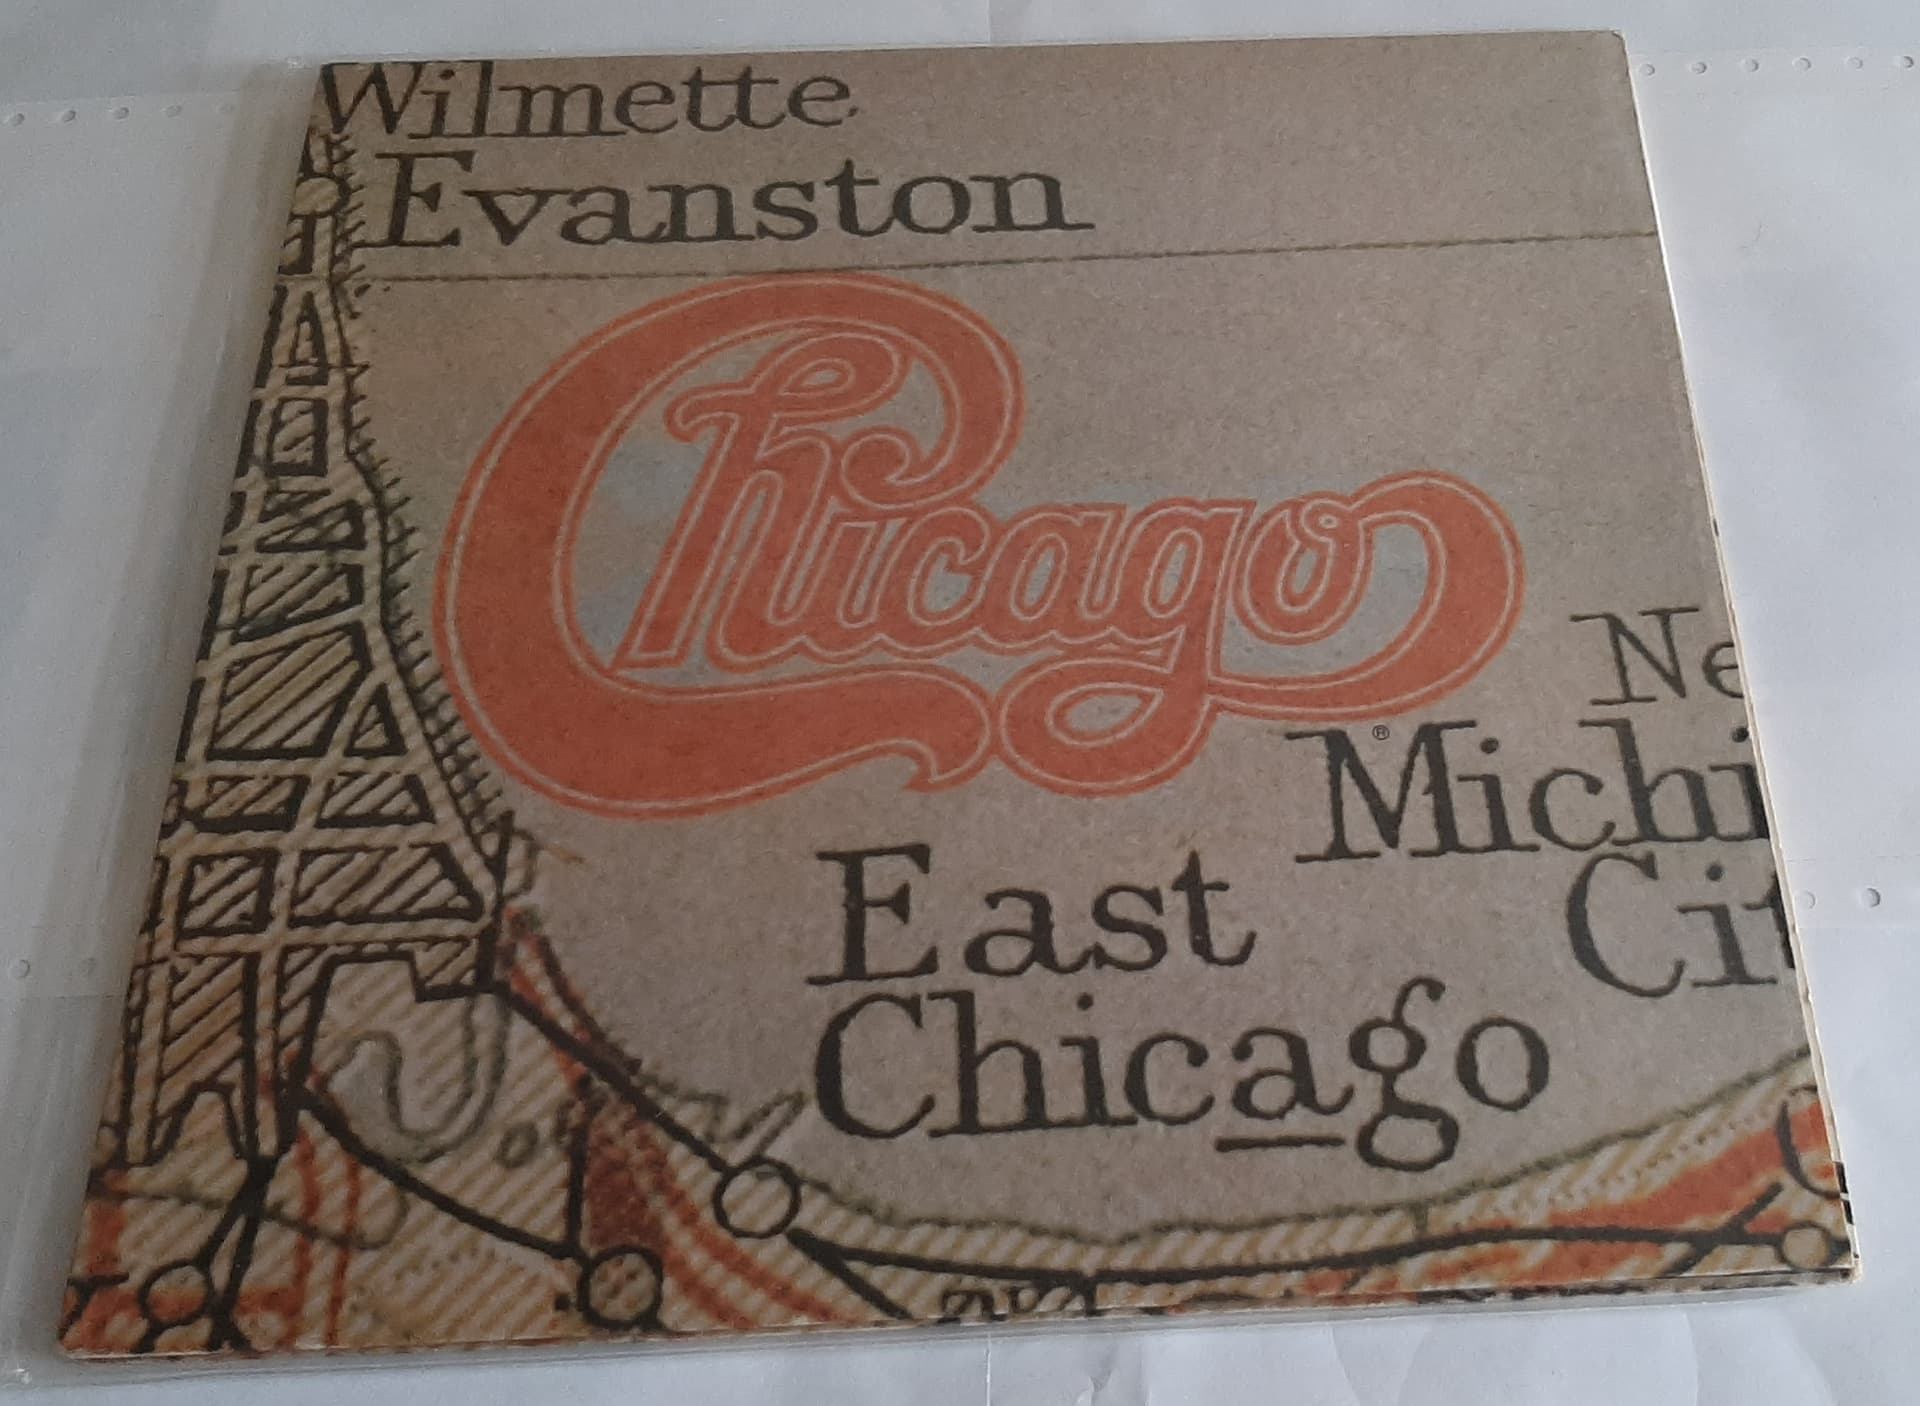 Wilmette
Evanston
Chicago
®
Ne
Michi
Cit
East
Chicago